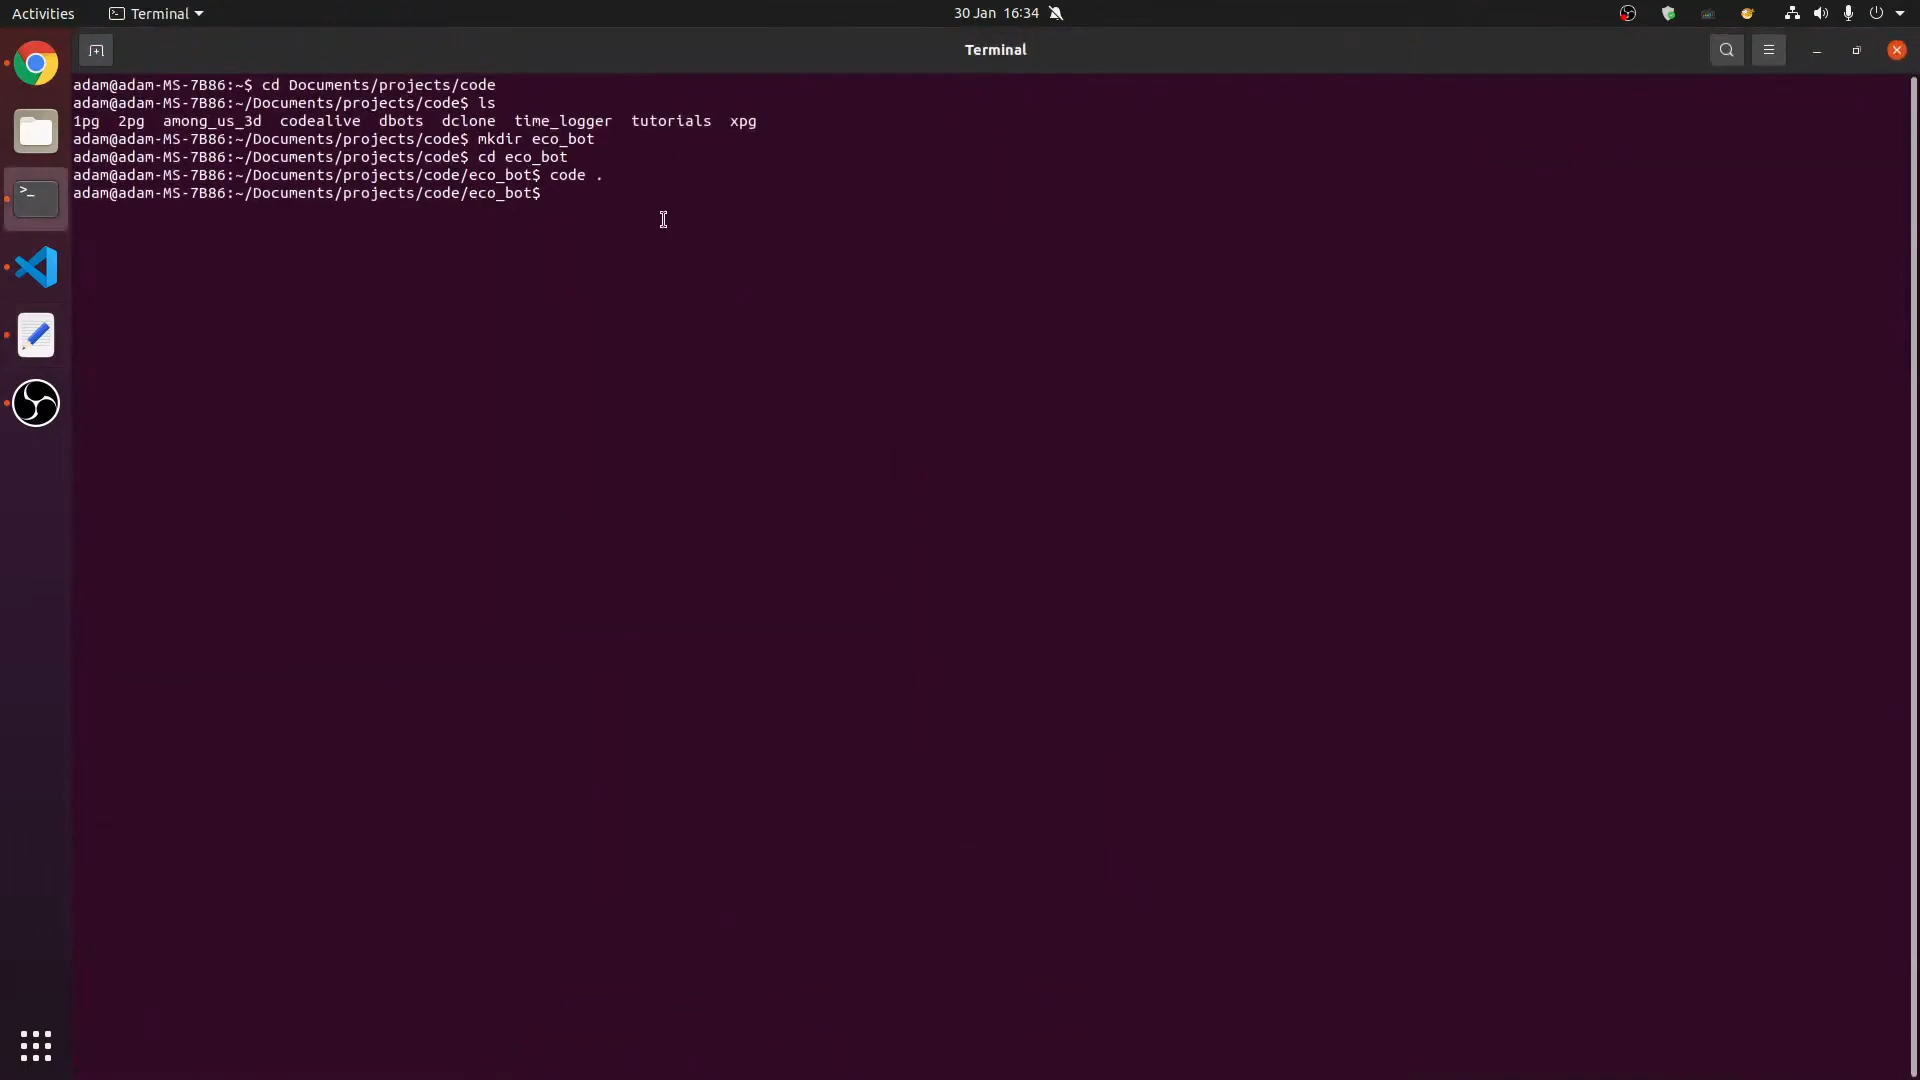 Activities Terminal 30 Jan 16:34
Terminal
adam@adam-MS-7B86:~$ cd Documents/projects/code
adam@adam-MS-7B86:~/Documents/projects/code$ ls
1pg 2pg among_us_3d codealive dbots dclone time_logger tutorials xpg
adam@adam-MS-7B86:~/Documents/projects/code$ mkdir eco_bot
adam@adam-MS-7B86:~/Documents/projects/code$ cd eco_bot
adam@adam-MS-7B86:~/Documents/projects/code/eco_bot$ code .
adam@adam-MS-7B86:~/Documents/projects/code/eco_bot$